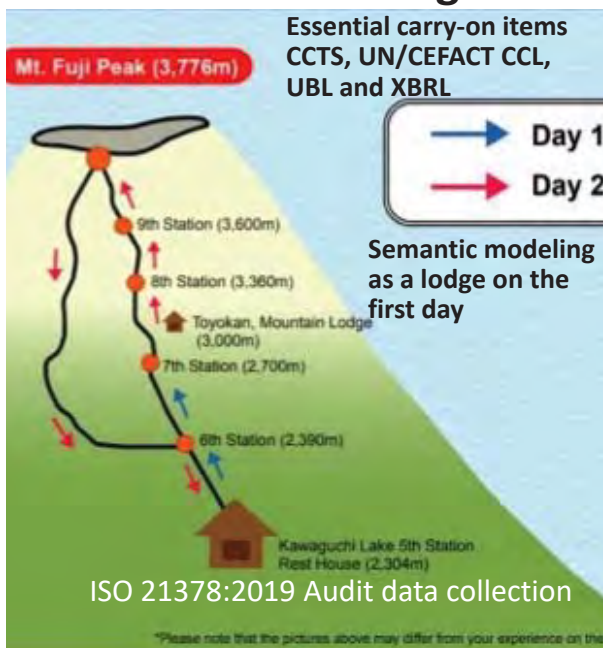 Essential carry-on items
CCTS, UN/CEFACT CCL,
UBL and XBRL
Mt. Fuji Peak (3,776m)
Day 1
Day 2
9th Station (3,600m)
Semantic modeling
as a lodge on the
first day
8th Station (3,360m)
Toyokan, Mountain Lodge
(3,000m)
7th Station (2,700m)
6th Station (2,390m)
Kawaguchi Lake 5th Station
Rest House (2,304m)
ISO 21378:2019 Audit data collection
*Please note that the pictures above may differ from your experience on the